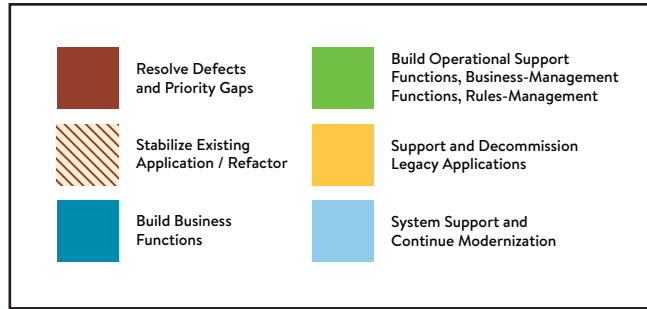 Resolve Defects
and Priority Gaps
Stabilize Existing
Application / Refactor
Build Business
Functions
Build Operational Support
Functions, Business-Management
Functions, Rules-Management
Support and Decommission
Legacy Applications
System Support and
Continue Modernization